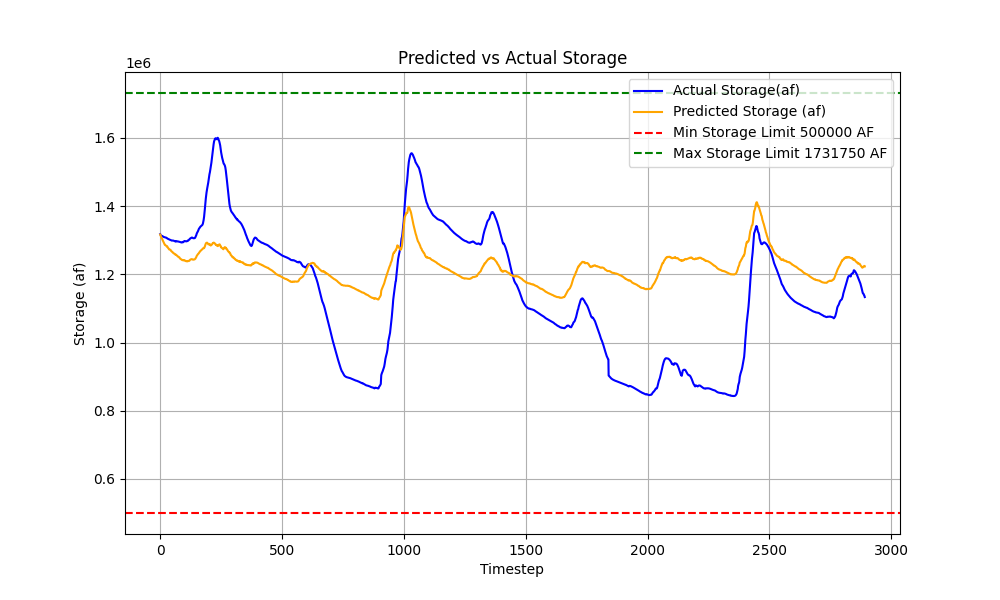 Predicted vs Actual Storage
1e6
Actual Storage(af)
Predicted Storage (af)
Min Storage Limit 500000 AF
Max Storage Limit 1731750 AF
1.6
1.4
1.2
1.0
0.8
0.6
Storage (af)
0 500 1000 1500 2000 2500 3000
Timestep